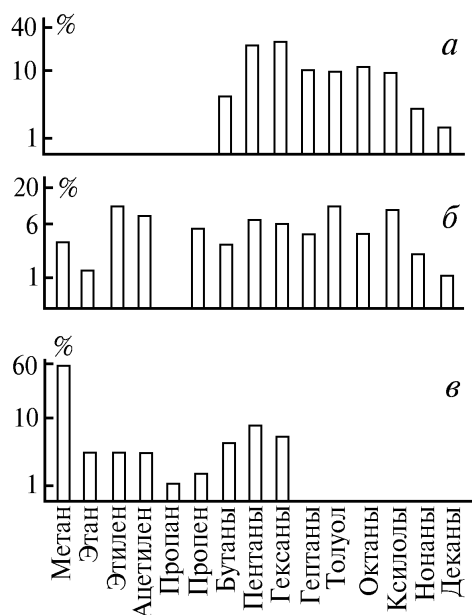 %
а
40
10
1
%
б
20
6
1
%
в
60
10
1
Метан
Этан
Этилен
Ацетилен
Пропан
Пропен
Бутаны
Пентаны
Гексаны
Гептаны
Толуол
Октаны
Ксилолы
Нонаны
Деканы